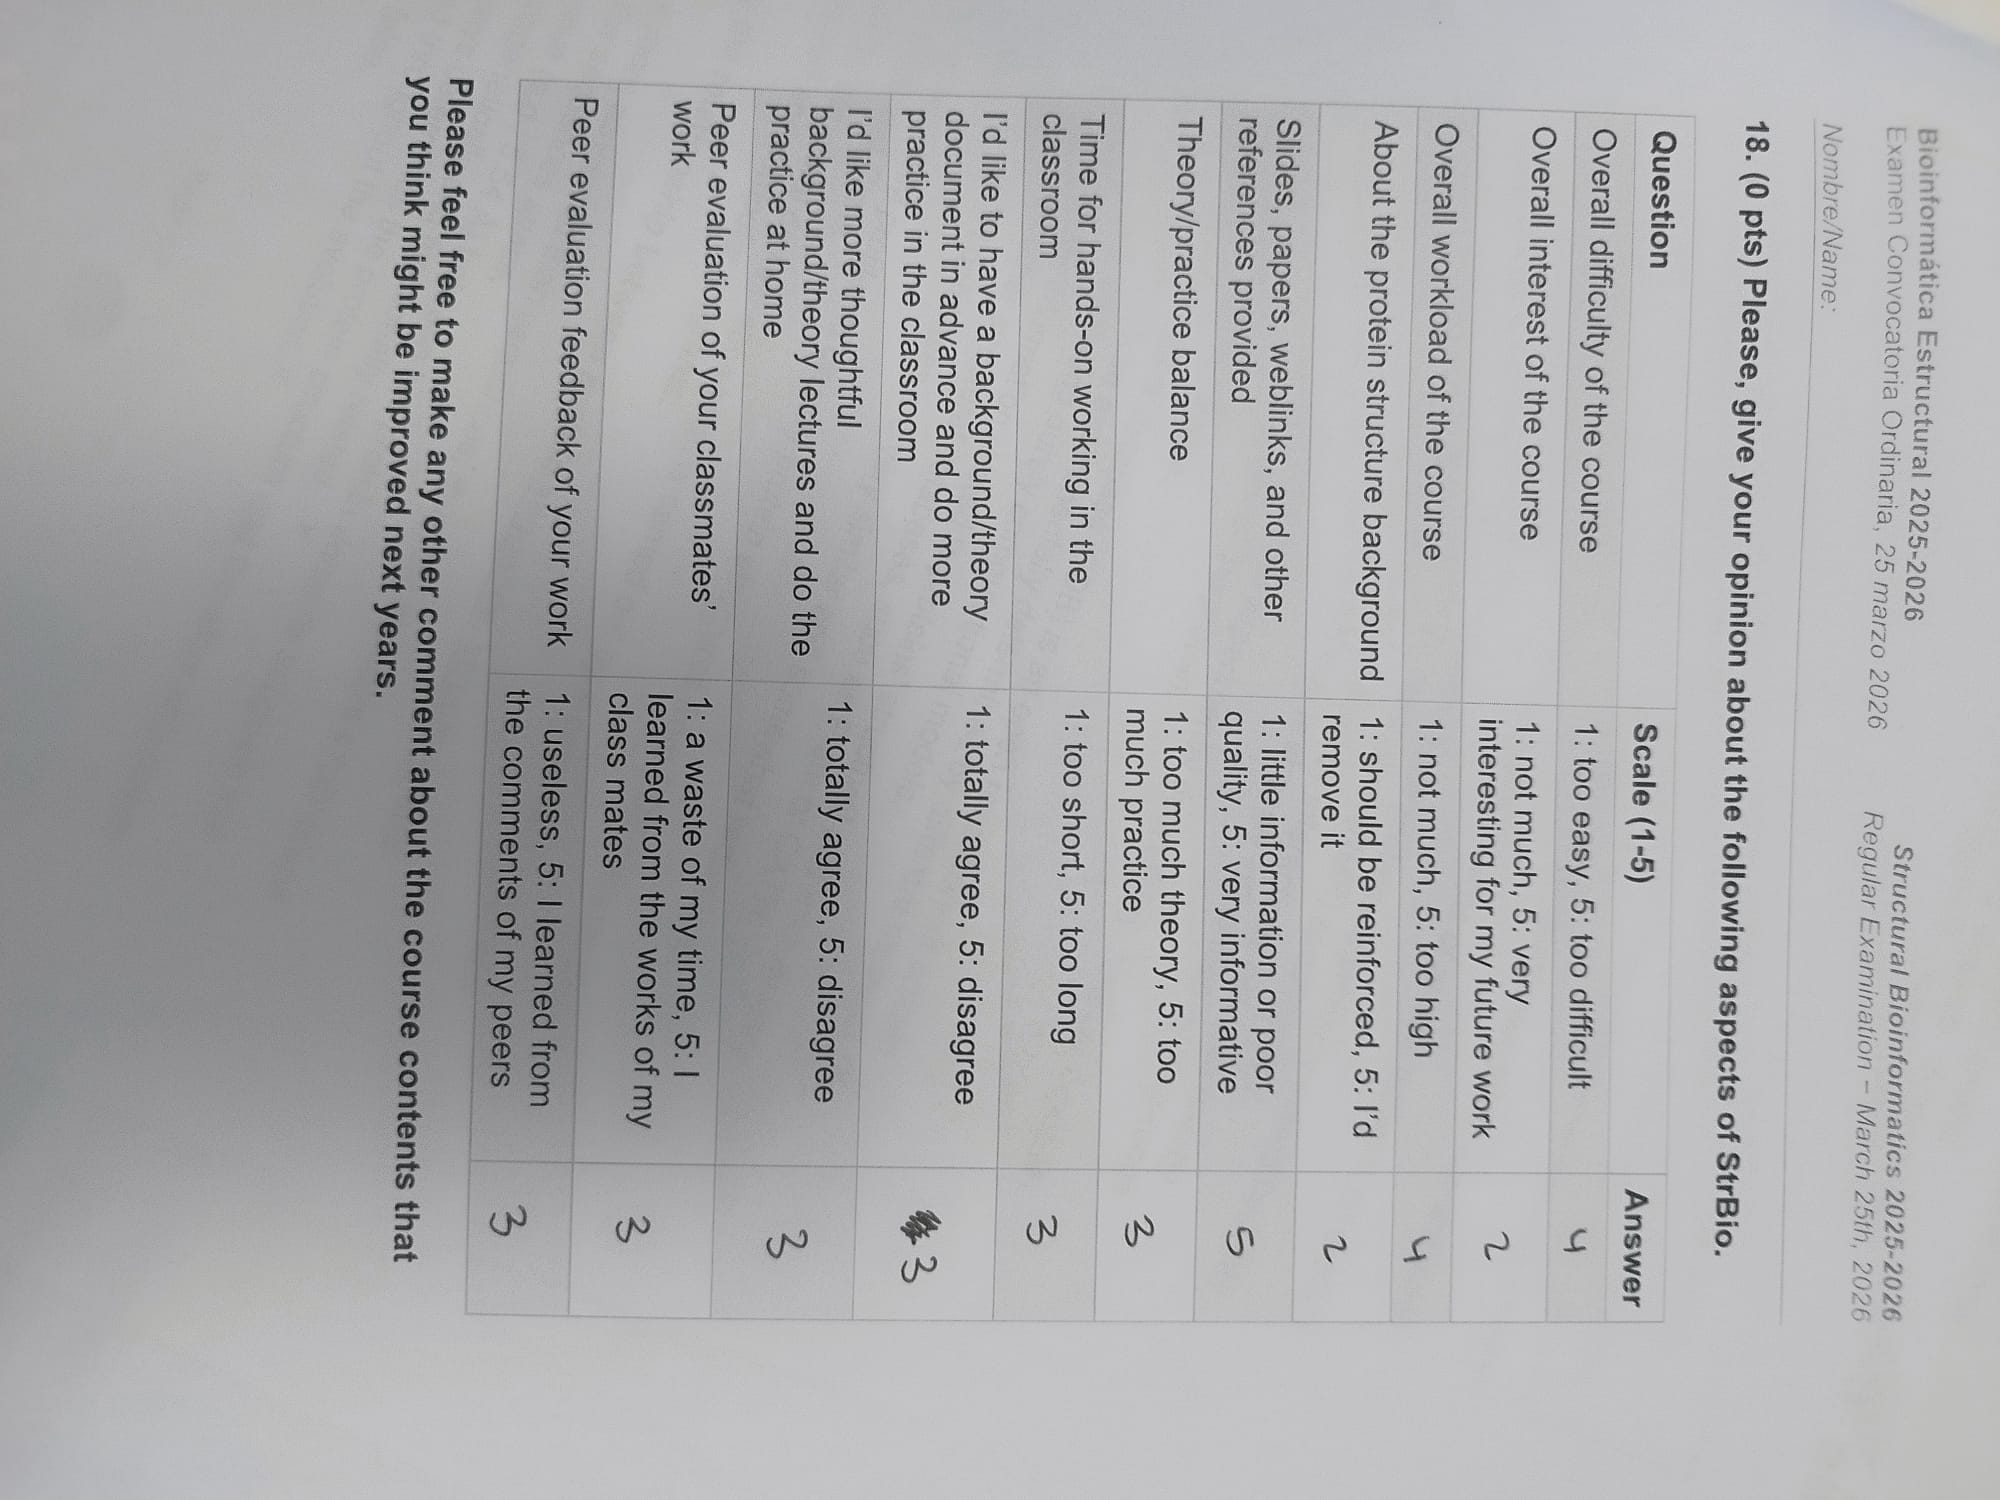 Bioinformática Estructural 2025-2026 Structural Bioinformatics 2025-2026
Examen Convocatoria Ordinaria, 25 marzo 2026 Regular Examination – March 25th, 2026
Nombre/Name:
18. (0 pts) Please, give your opinion about the following aspects of StrBio.
Question Scale (1-5) Answer
Overall difficulty of the course 1: too easy, 5: too difficult 4
Overall interest of the course 1: not much, 5: very
interesting for my future work 2
Overall workload of the course 1: not much, 5: too high 4
About the protein structure background 1: should be reinforced, 5: I'd
remove it 2
Slides, papers, weblinks, and other
references provided
1: little information or poor
quality, 5: very informative
5
Theory/practice balance 1: too much theory, 5: too
much practice 3
Time for hands-on working in the
classroom
1: too short, 5: too long 3
I'd like to have a background/theory
document in advance and do more
practice in the classroom
1: totally agree, 5: disagree 3
I'd like more thoughtful
background/theory lectures and do the
practice at home
1: totally agree, 5: disagree 3
Peer evaluation of your classmates'
work
1: a waste of my time, 5: I
learned from the works of my
class mates
3
Peer evaluation feedback of your work 1: useless, 5: I learned from
the comments of my peers 3
Please feel free to make any other comment about the course contents that
you think might be improved next years.